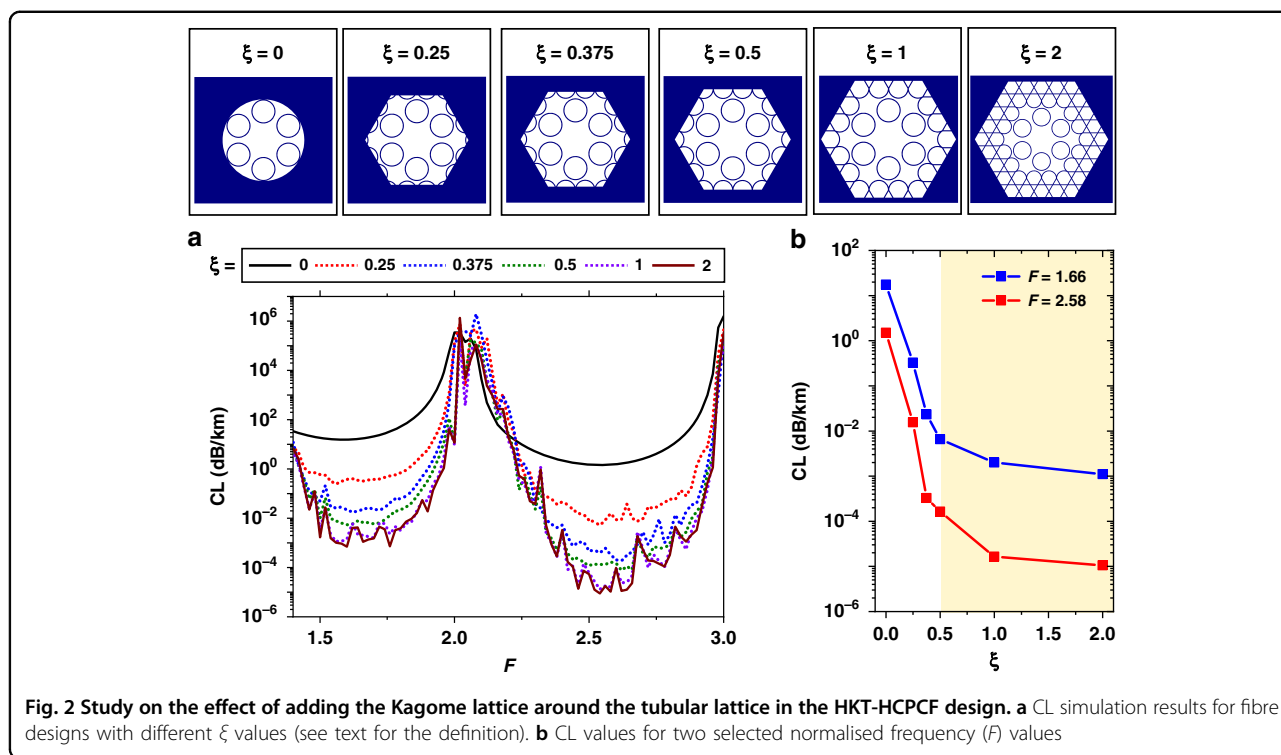 ξ = 0
ξ = 0.25
ξ = 0.375
ξ = 0.5
ξ = 1
ξ = 2
a
ξ = 0 0.25 0.375 0.5 1 2
CL (dB/km)
10^6
10^4
10^2
10^0
10^−2
10^−4
10^−6
1.5 2.0 2.5 3.0
F
b
F = 1.66
F = 2.58
CL (dB/km)
10^2
10^0
10^−2
10^−4
10^−6
0.0 0.5 1.0 1.5 2.0
ξ
Fig. 2 Study on the effect of adding the Kagome lattice around the tubular lattice in the HKT-HCPCF design. a CL simulation results for fibre
designs with different ξ values (see text for the definition). b CL values for two selected normalised frequency (F) values